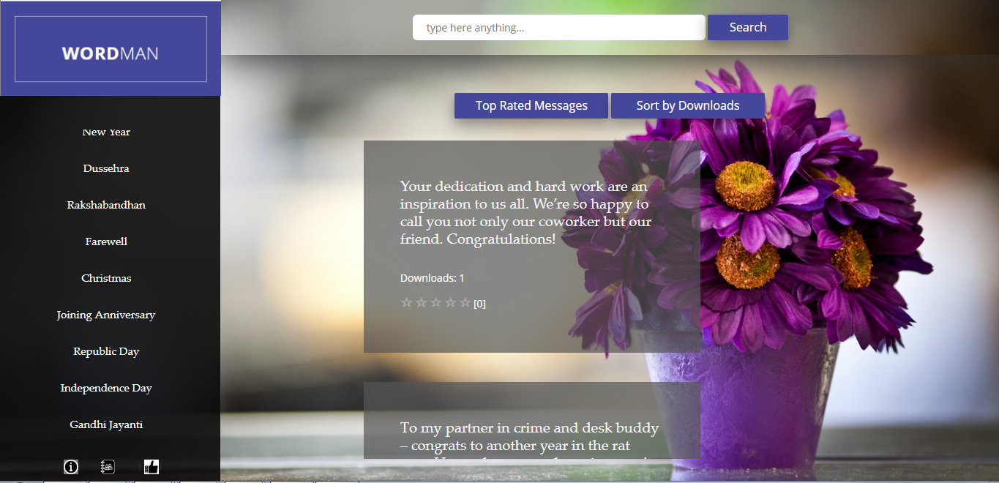 WORDMAN
type here anything...
Search
Top Rated Messages
Sort by Downloads
New Year
Dussehra
Rakshabandhan
Farewell
Christmas
Joining Anniversary
Republic Day
Independence Day
Gandhi Jayanti
Your dedication and hard work are an
inspiration to us all. We’re so happy to
call you not only our coworker but our
friend. Congratulations!
Downloads: 1
☆ ☆ ☆ ☆ ☆ [0]
To my partner in crime and desk buddy
– congrats to another year in the rat